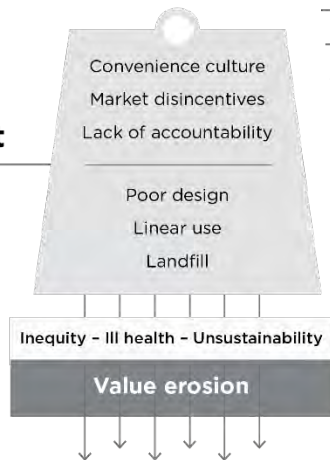 Convenience culture
Market disincentives
Lack of accountability
t
Poor design
Linear use
Landfill
Inequity – Ill health – Unsustainability
Value erosion